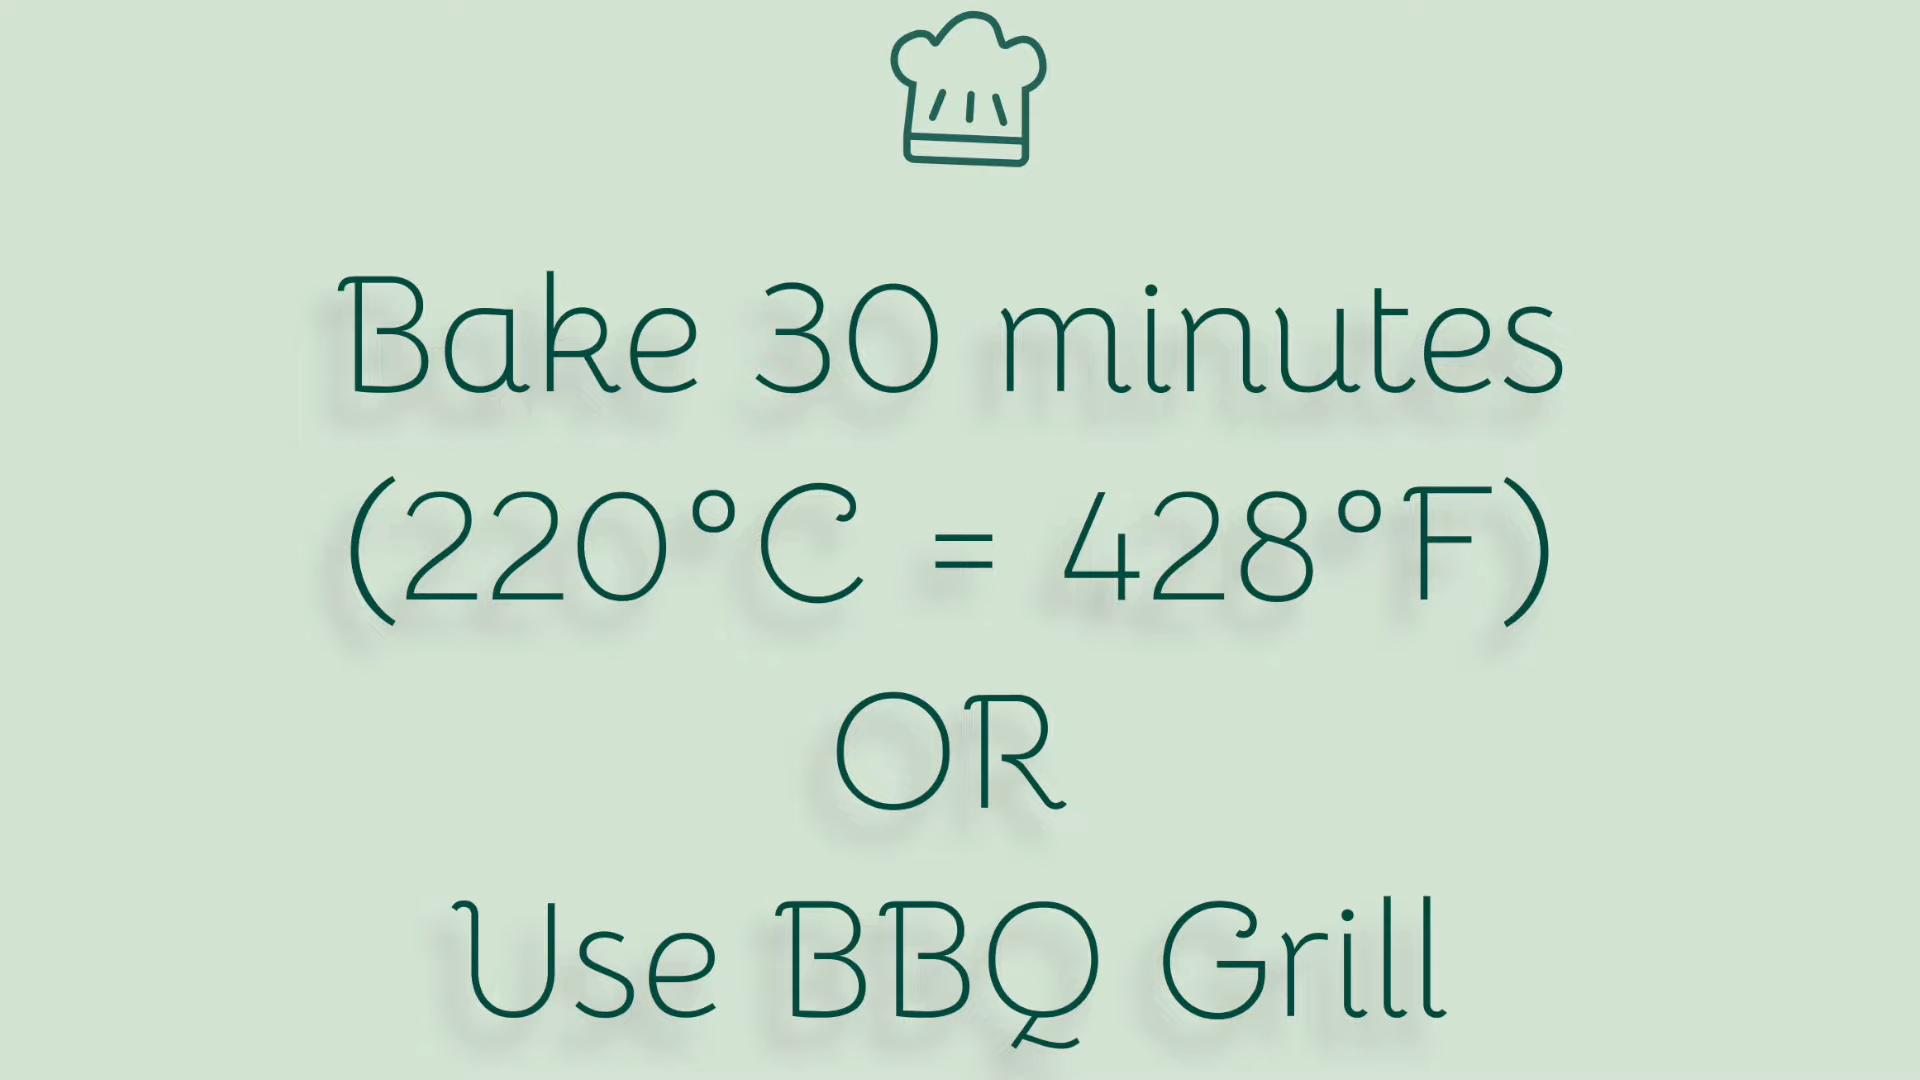 Bake 30 minutes
(220°C = 428°F)
OR
Use BBQ Grill